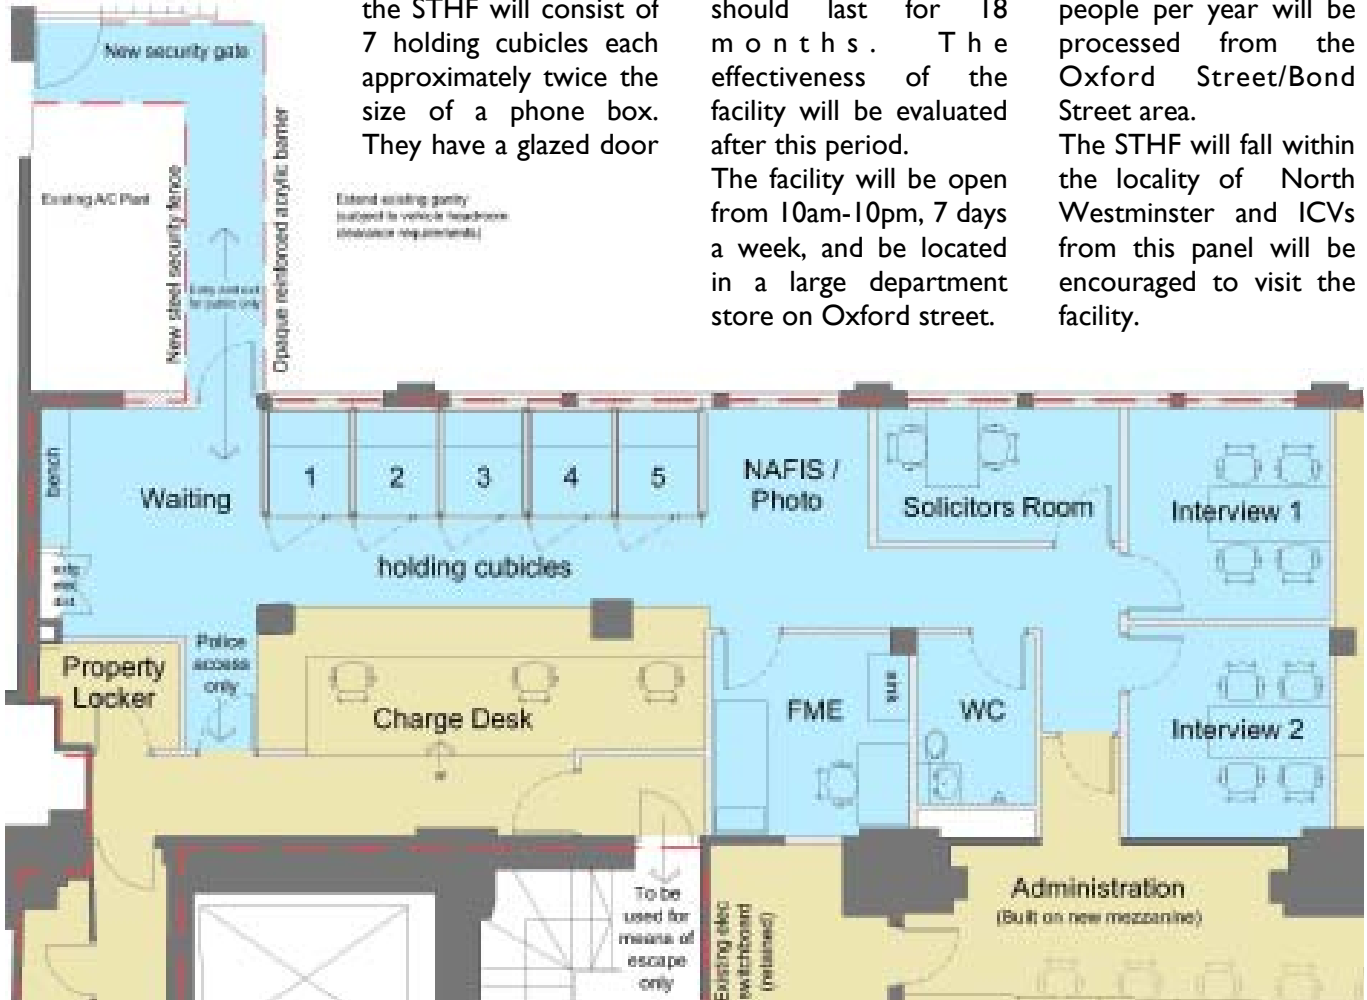 the STHF will consist of
7 holding cubicles each
approximately twice the
size of a phone box.
They have a glazed door
should last for 18
months. The
effectiveness of the
facility will be evaluated
after this period.
The facility will be open
from 10am-10pm, 7 days
a week, and be located
in a large department
store on Oxford street.
people per year will be
processed from the
Oxford Street/Bond
Street area.
The STHF will fall within
the locality of North
Westminster and ICVs
from this panel will be
encouraged to visit the
facility.
New security gate
Existing A/C Plant
New steel security fence
Opaque reinforced acrylic barrier
Extend existing gantry
(subject to vehicle headroom
clearance requirements)
Entry and exit
for public only
bench
Waiting
1
2
3
4
5
holding cubicles
NAFIS /
Photo
Solicitors Room
Interview 1
Property
Locker
Police
access
only
Charge Desk
FME
sink
WC
Interview 2
To be
used for
means of
escape
only
Existing elec
switchboard
(retained)
Administration
(Built on new mezzanine)